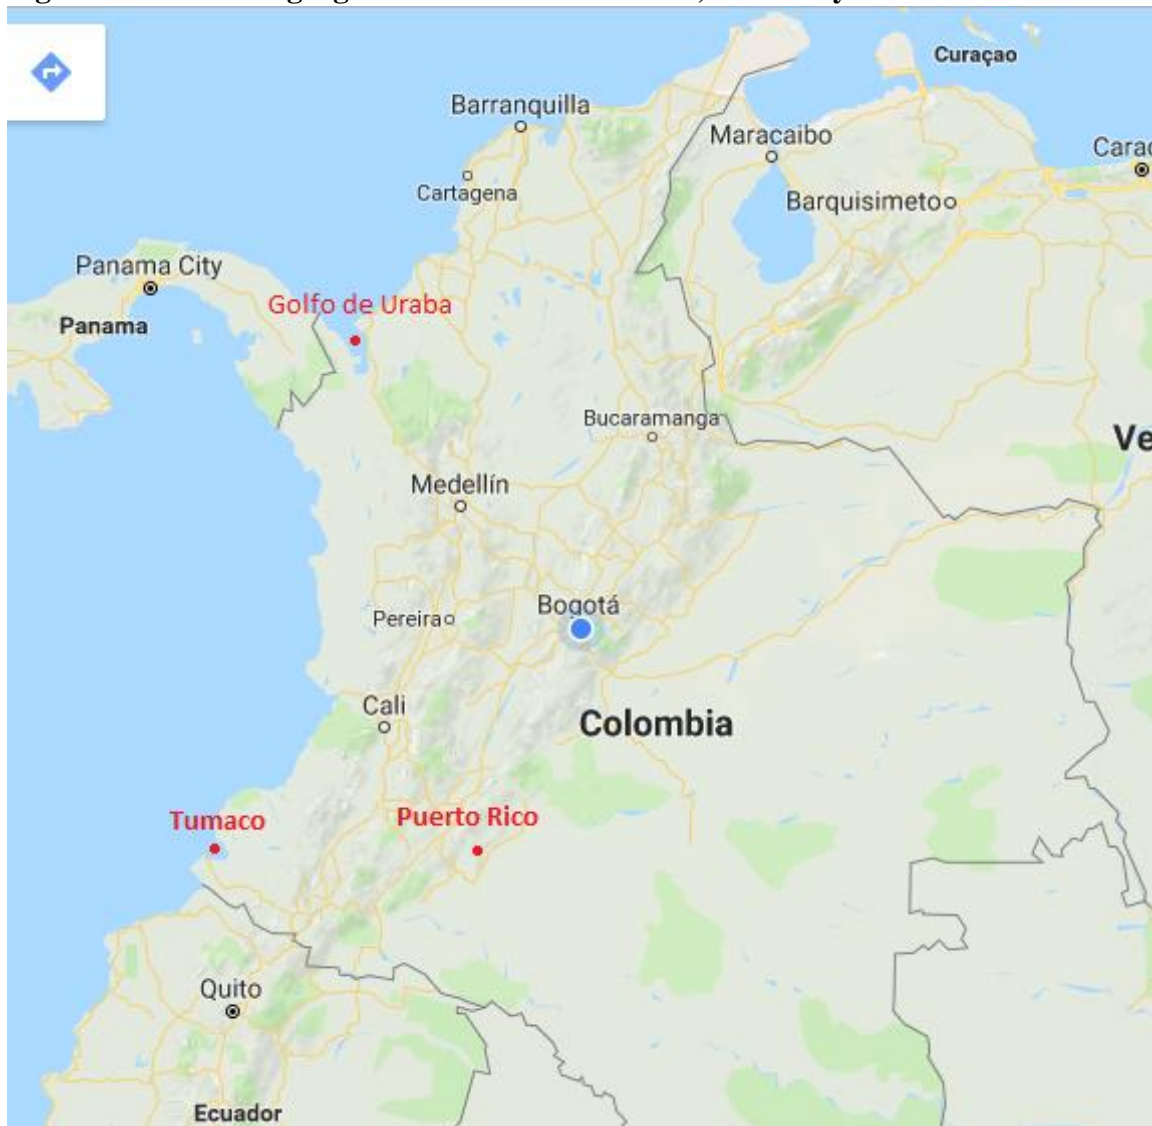 Curaçao
Barranquilla
Maracaibo
Carac
Cartagena
Barquisimeto
Panama City
Golfo de Uraba
Panama
Bucaramanga
Ve
Medellín
Bogotá
Pereira
Cali
Colombia
Tumaco
Puerto Rico
Quito
Ecuador